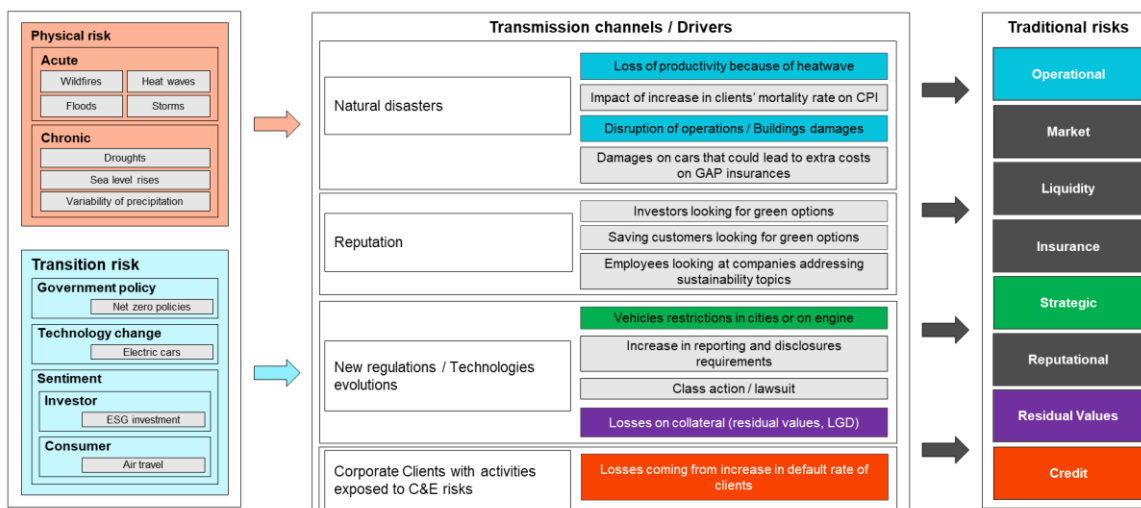 Physical risk
Acute
Wildfires
Heat waves
Floods
Storms
Chronic
Droughts
Sea level rises
Variability of precipitation
Transition risk
Government policy
Net zero policies
Technology change
Electric cars
Sentiment
Investor
ESG investment
Consumer
Air travel
Transmission channels / Drivers
Natural disasters
Loss of productivity because of heatwave
Impact of increase in clients' mortality rate on CPI
Disruption of operations / Buildings damages
Damages on cars that could lead to extra costs
on GAP insurances
Reputation
Investors looking for green options
Saving customers looking for green options
Employees looking at companies addressing
sustainability topics
New regulations / Technologies
evolutions
Vehicles restrictions in cities or on engine
Increase in reporting and disclosures
requirements
Class action / lawsuit
Losses on collateral (residual values, LGD)
Corporate Clients with activities
exposed to C&E risks
Losses coming from increase in default rate of
clients
Traditional risks
Operational
Market
Liquidity
Insurance
Strategic
Reputational
Residual Values
Credit